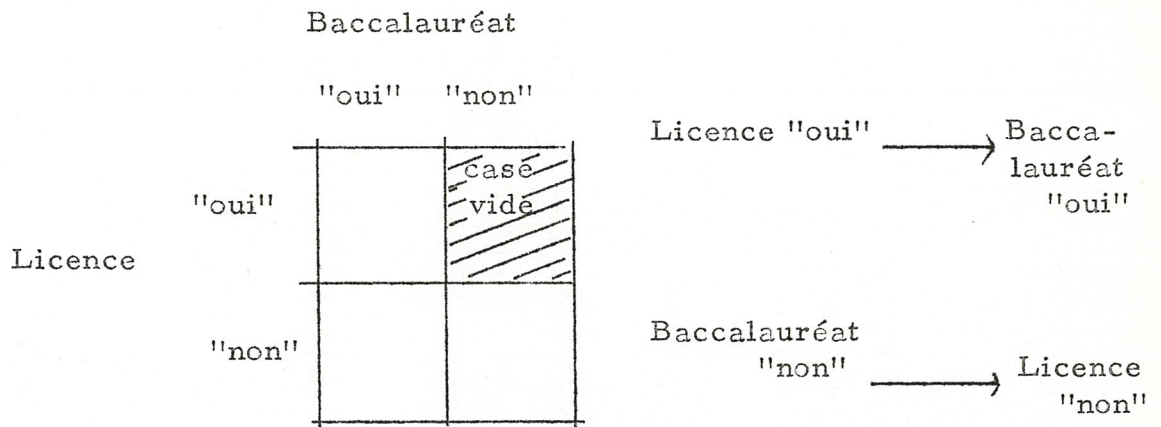 Baccalauréat
"oui" "non"
case
vide
"oui"
Licence
"non"
Licence "oui"
Bacca-
lauréat
"oui"
Baccalauréat
"non"
Licence
"non"